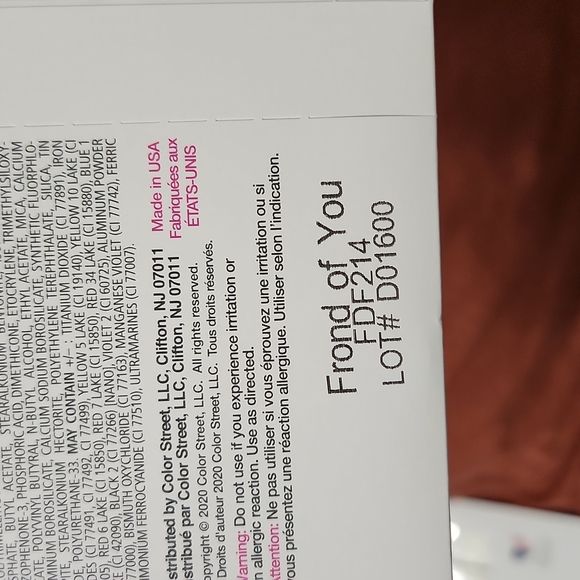 ACETATE, STEARALKONIUM
OPHENONE-3, PHOSPHORIC ACID, DIMETHICONE, ETOCRYLENE, TRIMETHYLSILOXY-
ATE, POLYVINYL BUTYRAL, N-BUTYL ALCOHOL, ETHYL ACETATE, MICA, CALCIUM
MINUM BOROSILICATE, CALCIUM SODIUM BOROSILICATE, SYNTHETIC FLUORPHLO-
TE, STEARALKONIUM HECTORITE, POLYETHYLENE TEREPHTHALATE, SILICA, TIN
DE, POLYURETHANE-33 MAY CONTAIN +/–: TITANIUM DIOXIDE (CI 77891), IRON
DES (CI 77491, CI 77492, CI 77499), YELLOW 5 LAKE (CI 19140), YELLOW 10 LAKE (CI
05), RED 6 LAKE (CI 15850), RED 7 LAKE (CI 15850), RED 34 LAKE (CI 15880), BLUE 1
E (CI 42090), BLACK 2 (CI 77266) [NANO], VIOLET 2 (CI 60725), ALUMINUM POWDER
77000), BISMUTH OXYCHLORIDE (CI 77163), MANGANESE VIOLET (CI 77742), FERRIC
MONIUM FERROCYANIDE (CI 77510), ULTRAMARINES (CI 77007).
stributed by Color Street, LLC, Clifton, NJ 07011 Made in USA
stribué par Color Street, LLC, Clifton, NJ 07011 Fabriquées aux
ÉTATS-UNIS
opyright © 2020 Color Street, LLC. All rights reserved.
Droits d'auteur 2020 Color Street, LLC. Tous droits réservés.
Warning: Do not use if you experience irritation or
n allergic reaction. Use as directed.
ttention: Ne pas utiliser si vous éprouvez une irritation ou si
ous présentez une réaction allergique. Utiliser selon l'indication.
Frond of You
FDF214
LOT# D01600